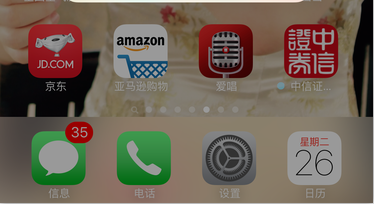 JD.COM
amazon
證中
券信
京东
亚马逊购物
爱唱
中信证...
35
星期二
26
信息
电话
设置
日历